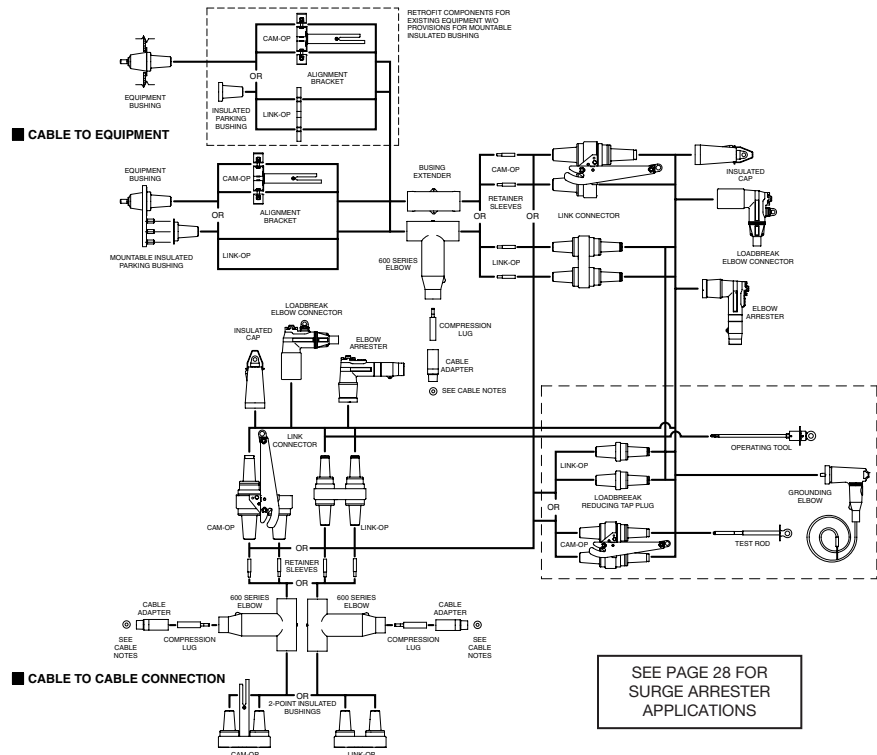 RETROFIT COMPONENTS FOR
EXISTING EQUIPMENT W/O
PROVISIONS FOR MOUNTABLE
INSULATED BUSHING
CAM-OP
OR
ALIGNMENT
BRACKET
EQUIPMENT
BUSHING
INSULATED
PARKING
BUSHING
LINK-OP
CABLE TO EQUIPMENT
EQUIPMENT
BUSHING
CAM-OP
OR
ALIGNMENT
BRACKET
MOUNTABLE INSULATED
PARKING BUSHING
LINK-OP
BUSING
EXTENDER
600 SERIES
ELBOW
COMPRESSION
LUG
CABLE
ADAPTER
SEE CABLE NOTES
CAM-OP
RETAINER
SLEEVES
OR
OR
LINK CONNECTOR
LINK-OP
INSULATED
CAP
LOADBREAK
ELBOW CONNECTOR
ELBOW
ARRESTER
LOADBREAK
ELBOW CONNECTOR
INSULATED
CAP
ELBOW
ARRESTER
LINK
CONNECTOR
CAM-OP
LINK-OP
OPERATING TOOL
LINK-OP
LOADBREEAK
REDUCING TAP PLUG
OR
GROUNDING
ELBOW
CAM-OP
TEST ROD
OR
RETAINER
SLEEVES
OR
600 SERIES
ELBOW
600 SERIES
ELBOW
CABLE
ADAPTER
CABLE
ADAPTER
SEE
CABLE
NOTES
COMPRESSION
LUG
COMPRESSION
LUG
SEE
CABLE
NOTES
CABLE TO CABLE CONNECTION
OR
2-POINT INSULATED
BUSHINGS
CAM-OP
LINK-OP
SEE PAGE 28 FOR
SURGE ARRESTER
APPLICATIONS